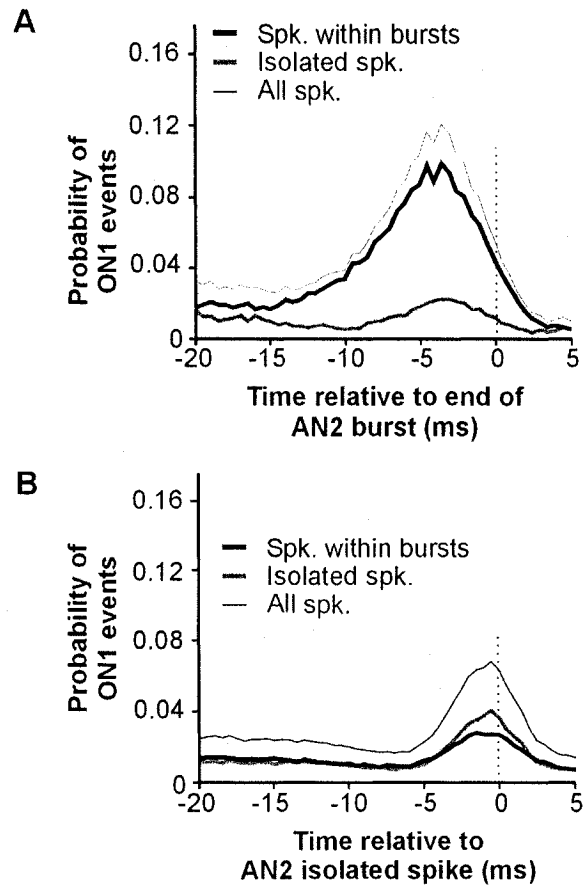 A
Spk. within bursts
Isolated spk.
All spk.
0.16
0.12
0.08
0.04
0
Probability of
ON1 events
-20 -15 -10 -5 0 5
Time relative to end of
AN2 burst (ms)
B
Spk. within bursts
Isolated spk.
All spk.
0.16
0.12
0.08
0.04
0
Probability of
ON1 events
-20 -15 -10 -5 0 5
Time relative to
AN2 isolated spike (ms)